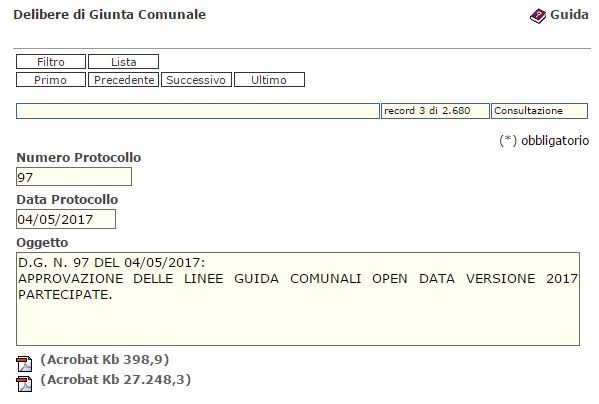 Delibere di Giunta Comunale
Guida
Filtro Lista
Primo Precedente Successivo Ultimo
record 3 di 2.680 Consultazione
(*) obbligatorio
Numero Protocollo
97
Data Protocollo
04/05/2017
Oggetto
D.G. N. 97 DEL 04/05/2017:
APPROVAZIONE DELLE LINEE GUIDA COMUNALI OPEN DATA VERSIONE 2017
PARTECIPATE.
(Acrobat Kb 398,9)
(Acrobat Kb 27.248,3)